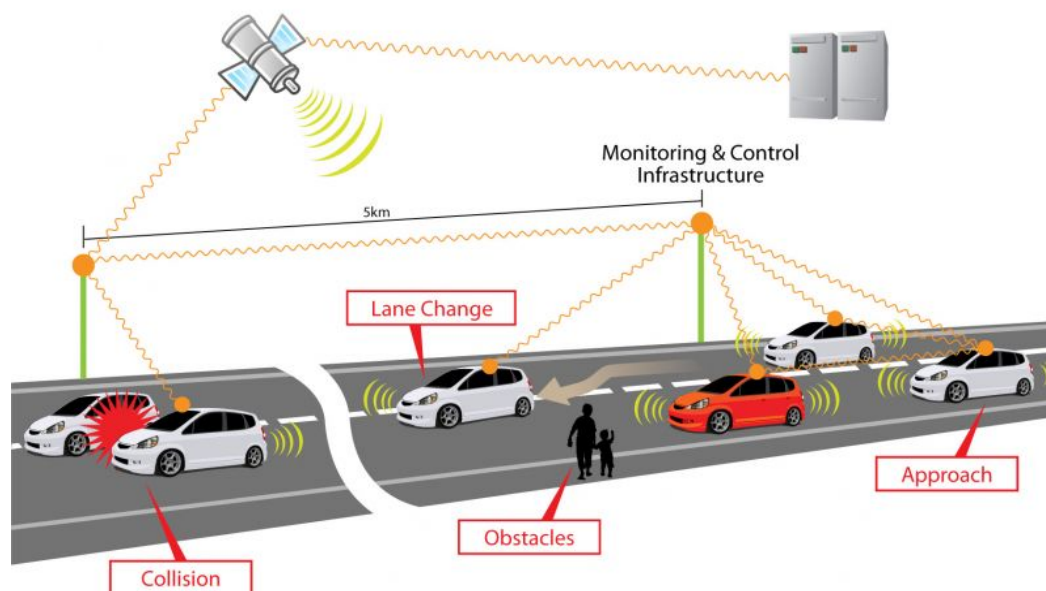 Monitoring & Control
Infrastructure
5km
Lane Change
Approach
Obstacles
Collision